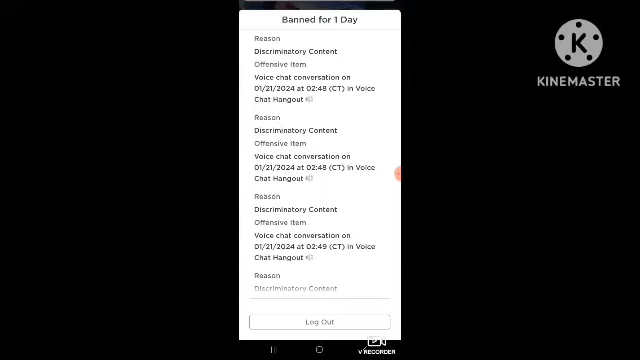 Banned for 1 Day
Reason
Discriminatory Content
Offensive Item
Voice chat conversation on
01/21/2024 at 02:48 (CT) in Voice
Chat Hangout
Reason
Discriminatory Content
Offensive Item
Voice chat conversation on
01/21/2024 at 02:48 (CT) in Voice
Chat Hangout
Reason
Discriminatory Content
Offensive Item
Voice chat conversation on
01/21/2024 at 02:49 (CT) in Voice
Chat Hangout
Reason
Discriminatory Content
Log Out
V RECORDER
K
KINEMASTER